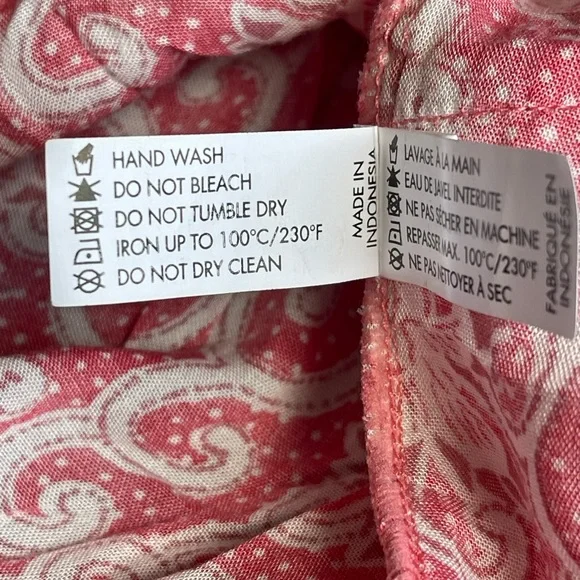 HAND WASH
DO NOT BLEACH
DO NOT TUMBLE DRY
IRON UP TO 100°C/230°F
DO NOT DRY CLEAN
MADE IN
INDONESIA
LAVAGE À LA MAIN
EAU DE JAVEL INTERDITE
NE PAS SÉCHER EN MACHINE
REPASSER MAX. 100°C/230°F
NE PAS NETTOYER À SEC
FABRIQUÉ EN
INDONÉSIE